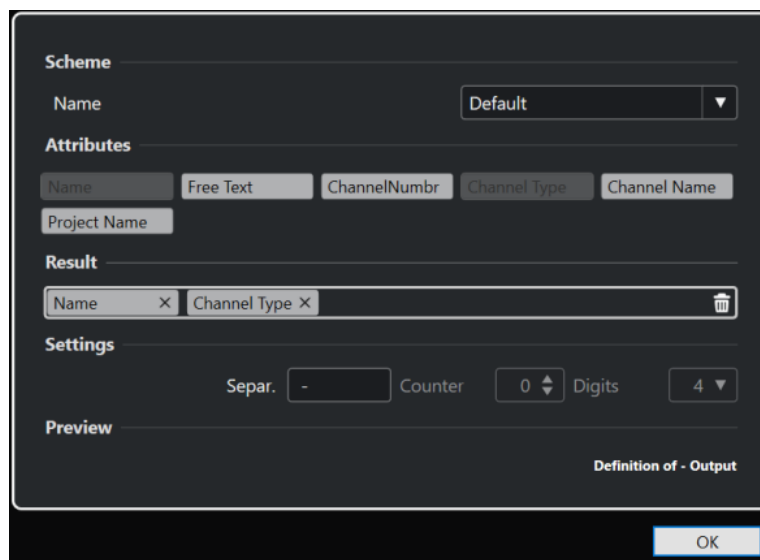 Scheme
Name Default
Attributes
Name Free Text ChannelNumbr Channel Type Channel Name
Project Name
Result
Name Channel Type
Settings
Separ. - Counter 0 Digits 4
Preview
Definition of - Output
OK